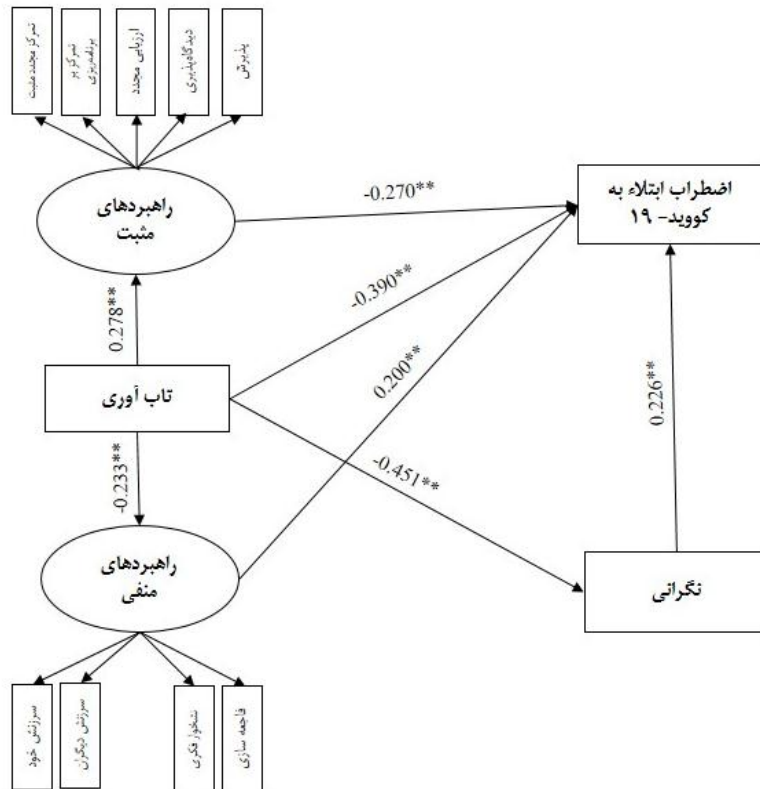 تمرکز مجدد مثبت
تمرکز بر
برنامه‌ریزی
ارزیابی مجدد
دیدگاه‌پذیری
پذیرش
راهبردهای
مثبت
-0.270**
اضطراب ابتلاء به
کووید- ۱۹
0.278**
-0.390**
0.200**
0.226**
تاب آوری
-0.233**
-0.451**
راهبردهای
منفی
نگرانی
سرزنش خود
سرزنش دیگران
نشخوار فکری
فاجعه سازی